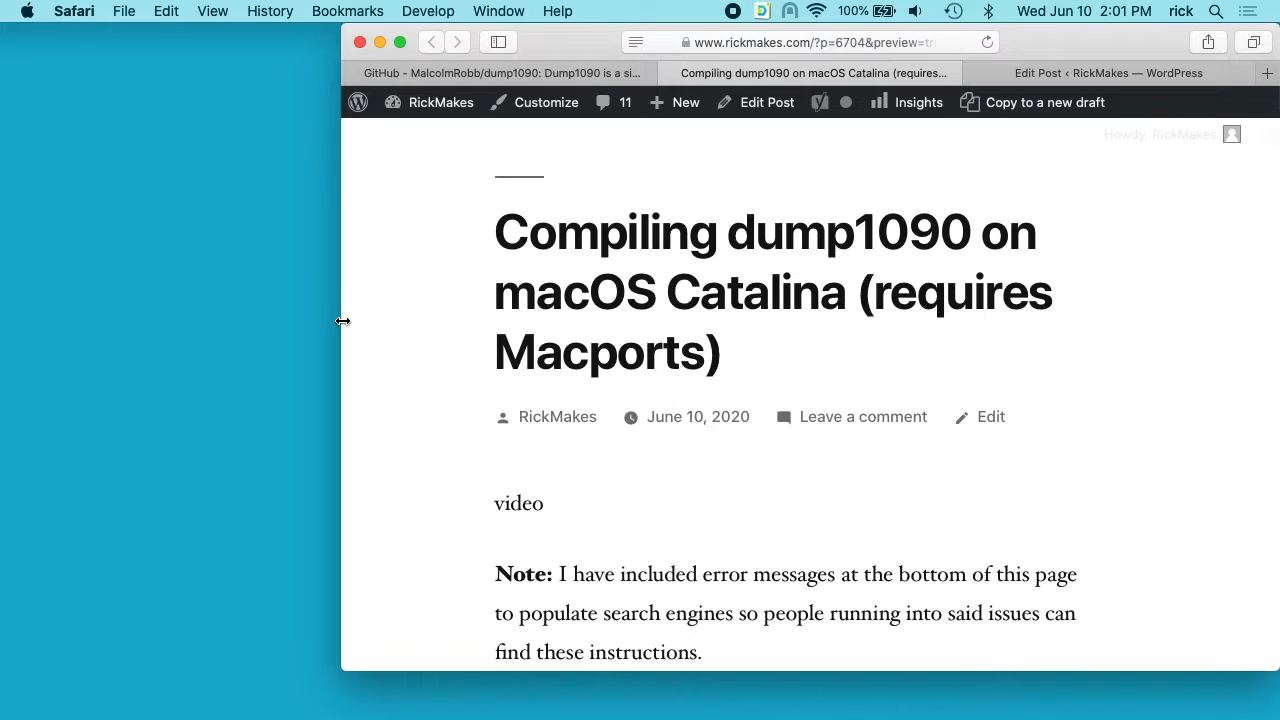 Safari File Edit View History Bookmarks Develop Window Help 100% Wed Jun 10 2:01 PM rick
www.rickmakes.com/?p=6704&preview=tr
GitHub - MalcolmRobb/dump1090: Dump1090 is a si... Compiling dump1090 on macOS Catalina (requires... Edit Post ‹ RickMakes — WordPress
RickMakes Customize 11 New Edit Post Insights Copy to a new draft
Howdy, RickMakes
Compiling dump1090 on
macOS Catalina (requires
Macports)
RickMakes June 10, 2020 Leave a comment Edit
video
Note: I have included error messages at the bottom of this page
to populate search engines so people running into said issues can
find these instructions.